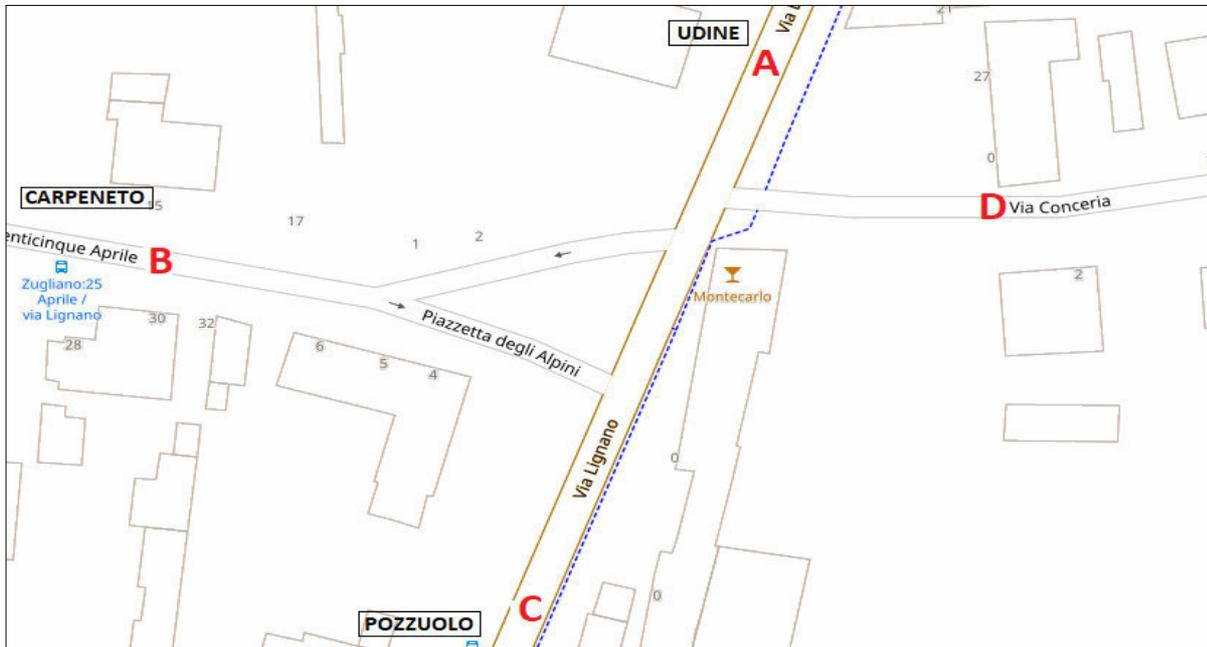 UDINE
Via
A
21
27
0
CARPENETO
15
17
1
2
D
Via Conceria
enticinque Aprile
B
Zugliano:25
Aprile /
via Lignano
Montecarlo
2
30
32
28
Piazzetta degli Alpini
6
5
4
Via Lignano
0
0
C
POZZUOLO